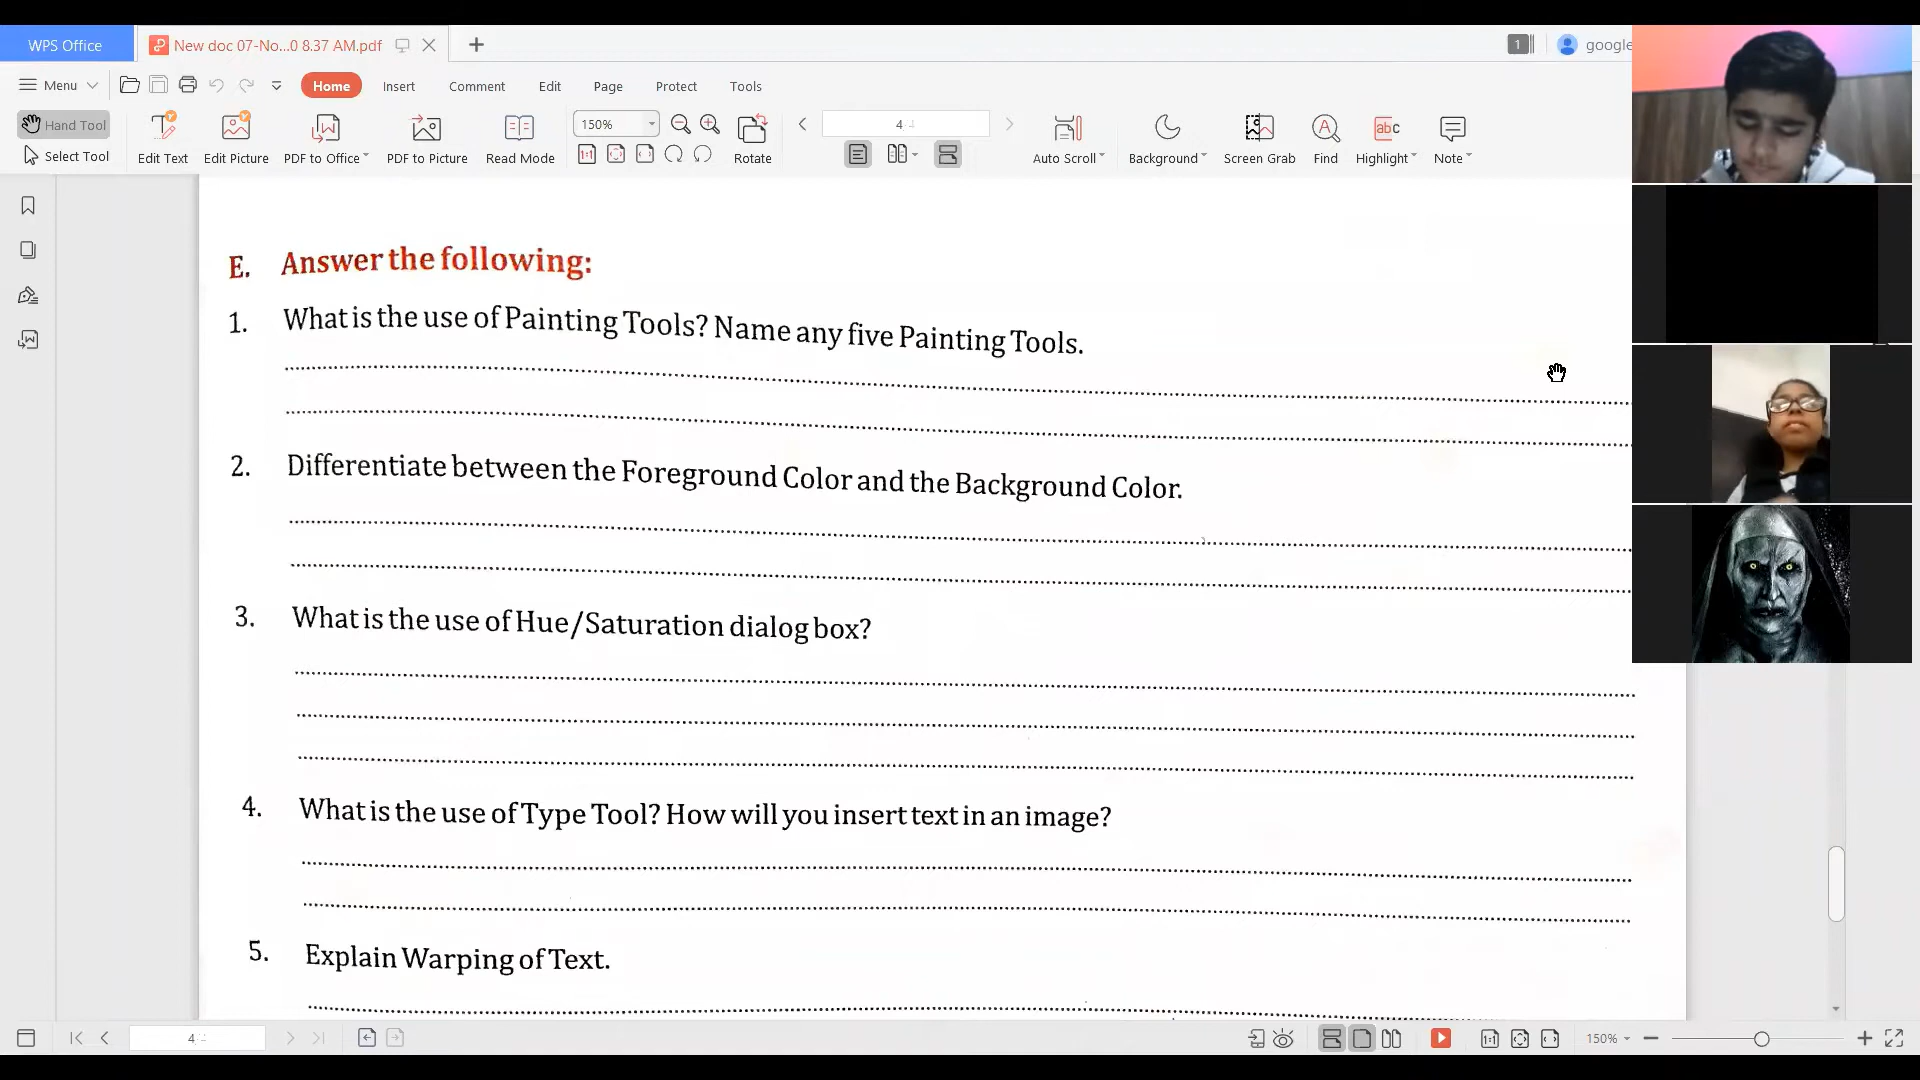 WPS Office
New doc 07-No...0 8.37 AM.pdf
1
google
Menu
Home
Insert
Comment
Edit
Page
Protect
Tools
Hand Tool
Select Tool
Edit Text
Edit Picture
PDF to Office
PDF to Picture
Read Mode
150%
Rotate
Auto Scroll
Background
Screen Grab
Find
Highlight
Note
E. Answer the following:
1. What is the use of Painting Tools? Name any five Painting Tools.
2. Differentiate between the Foreground Color and the Background Color.
3. What is the use of Hue/Saturation dialog box?
4. What is the use of Type Tool? How will you insert text in an image?
5. Explain Warping of Text.
150%